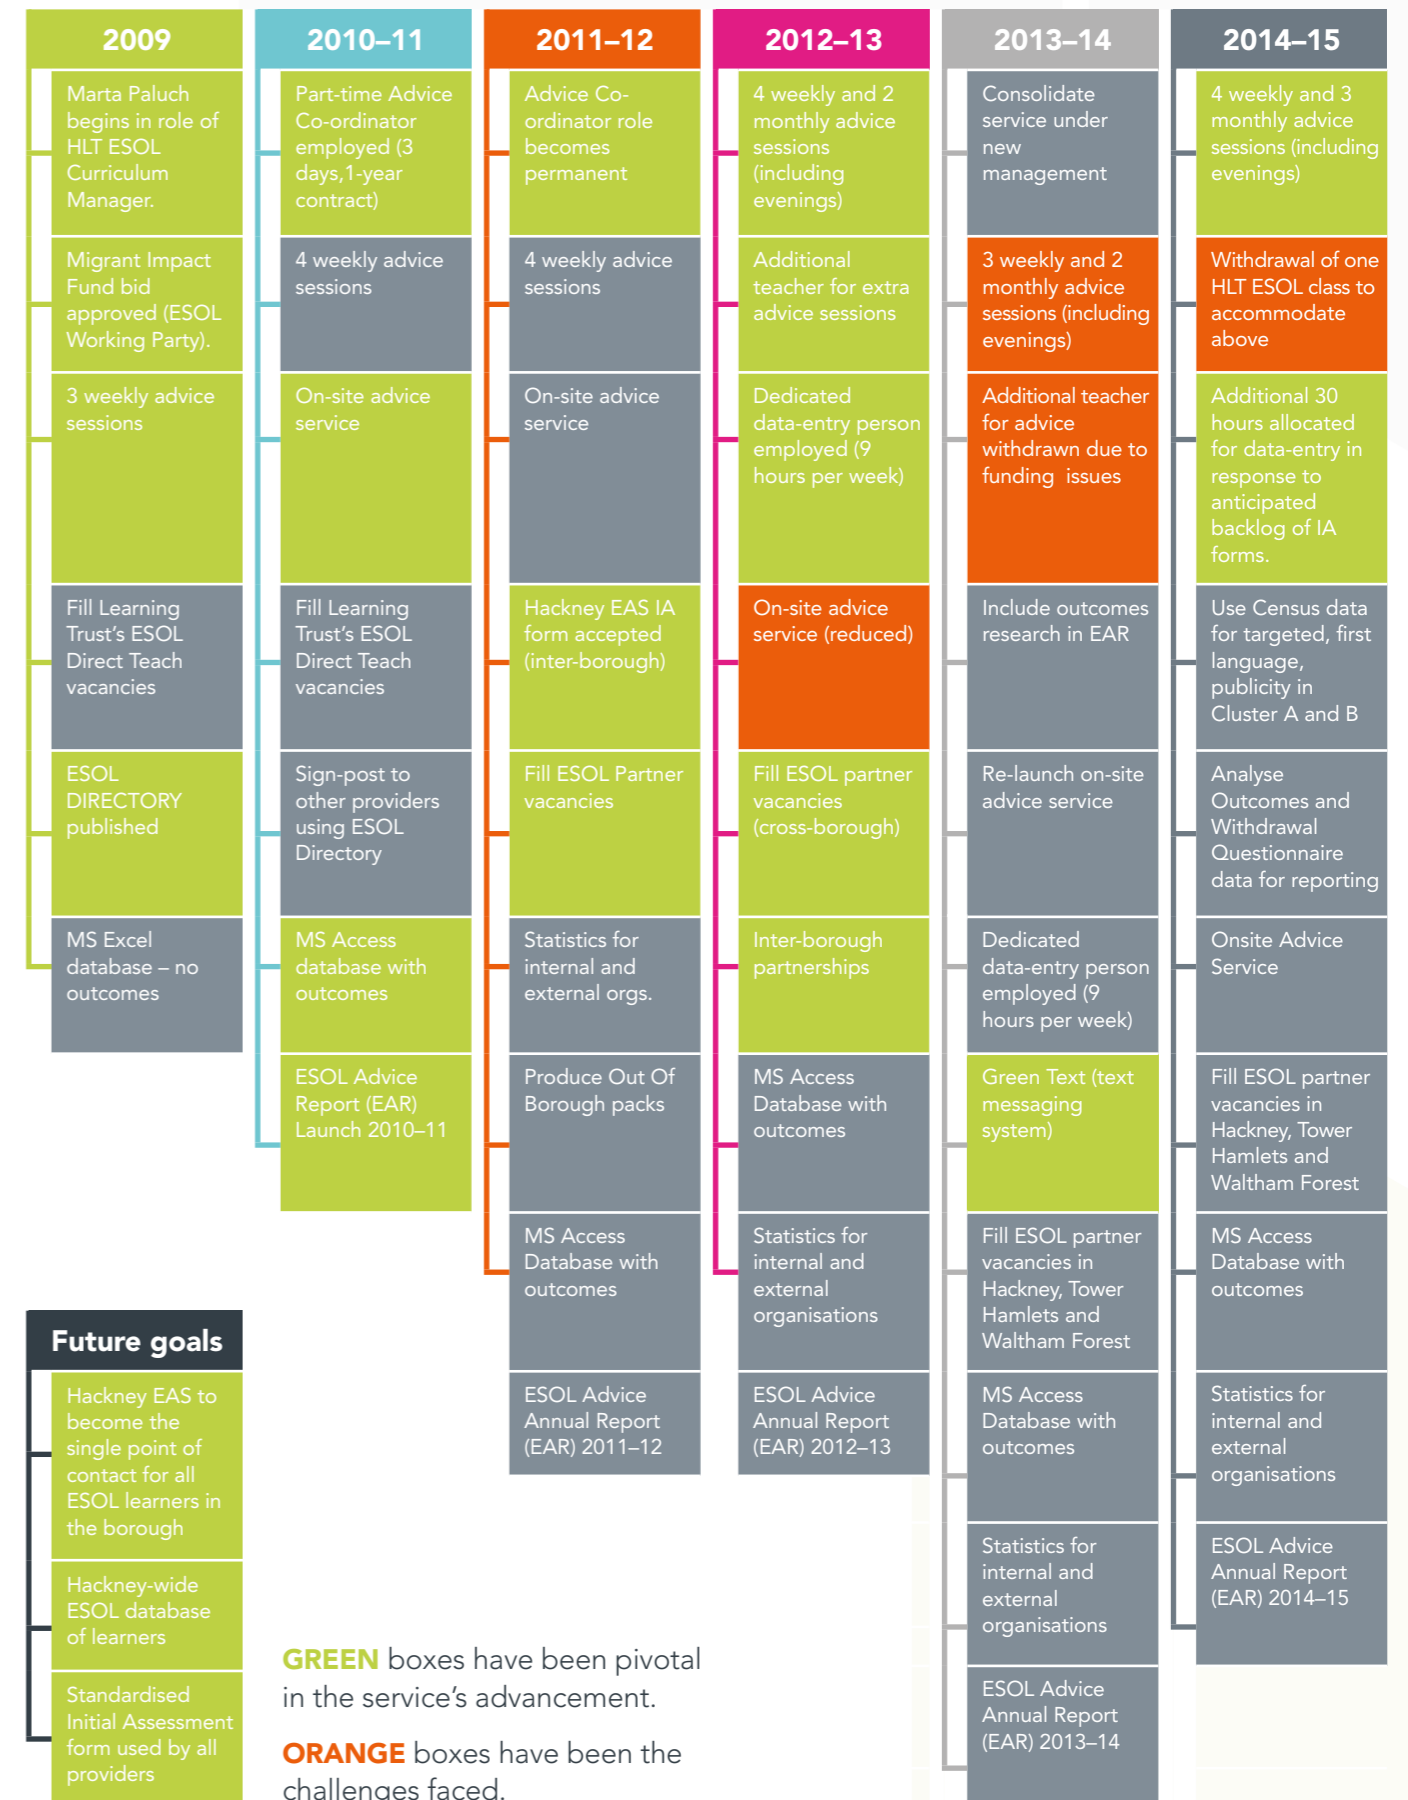 2009
Marta Paluch
begins in role of
HLT ESOL
Curriculum
Manager.
Migrant Impact
Fund bid
approved (ESOL
Working Party).
3 weekly advice
sessions
Fill Learning
Trust’s ESOL
Direct Teach
vacancies
ESOL
DIRECTORY
published
MS Excel
database – no
outcomes
2010–11
Part-time Advice
Co-ordinator
employed (3
days,1-year
contract)
4 weekly advice
sessions
On-site advice
service
Fill Learning
Trust’s ESOL
Direct Teach
vacancies
Sign-post to
other providers
using ESOL
Directory
MS Access
database with
outcomes
ESOL Advice
Report (EAR)
Launch 2010–11
2011–12
Advice Co-
ordinator role
becomes
permanent
4 weekly advice
sessions
On-site advice
service
Hackney EAS IA
form accepted
(inter-borough)
Fill ESOL Partner
vacancies
Statistics for
internal and
external orgs.
Produce Out Of
Borough packs
MS Access
Database with
outcomes
ESOL Advice
Annual Report
(EAR) 2011–12
2012–13
4 weekly and 2
monthly advice
sessions
(including
evenings)
Additional
teacher for extra
advice sessions
Dedicated
data-entry person
employed (9
hours per week)
On-site advice
service (reduced)
Fill ESOL partner
vacancies
(cross-borough)
Inter-borough
partnerships
MS Access
Database with
outcomes
Statistics for
internal and
external
organisations
ESOL Advice
Annual Report
(EAR) 2012–13
2013–14
Consolidate
service under
new
management
3 weekly and 2
monthly advice
sessions (including
evenings)
Additional teacher
for advice
withdrawn due to
funding issues
Include outcomes
research in EAR
Re-launch on-site
advice service
Dedicated
data-entry person
employed (9
hours per week)
Green Text (text
messaging
system)
Fill ESOL partner
vacancies in
Hackney, Tower
Hamlets and
Waltham Forest
MS Access
Database with
outcomes
Statistics for
internal and
external
organisations
ESOL Advice
Annual Report
(EAR) 2013–14
2014–15
4 weekly and 3
monthly advice
sessions (including
evenings)
Withdrawal of one
HLT ESOL class to
accommodate
above
Additional 30
hours allocated
for data-entry in
response to
anticipated
backlog of IA
forms.
Use Census data
for targeted, first
language,
publicity in
Cluster A and B
Analyse
Outcomes and
Withdrawal
Questionnaire
data for reporting
Onsite Advice
Service
Fill ESOL partner
vacancies in
Hackney, Tower
Hamlets and
Waltham Forest
MS Access
Database with
outcomes
Statistics for
internal and
external
organisations
ESOL Advice
Annual Report
(EAR) 2014–15
Future goals
Hackney EAS to
become the
single point of
contact for all
ESOL learners in
the borough
Hackney-wide
ESOL database
of learners
Standardised
Initial Assessment
form used by all
providers
GREEN boxes have been pivotal
in the service’s advancement.
ORANGE boxes have been the
challenges faced.